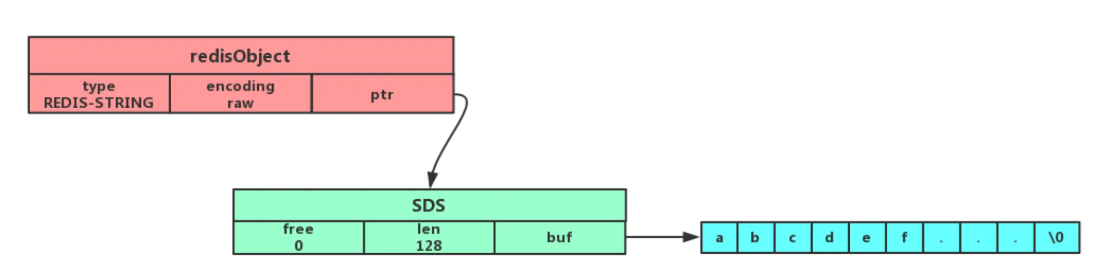 redisObject
type
REDIS-STRING
encoding
raw
ptr
SDS
free
0
len
128
buf
a b c d e f . . . \0